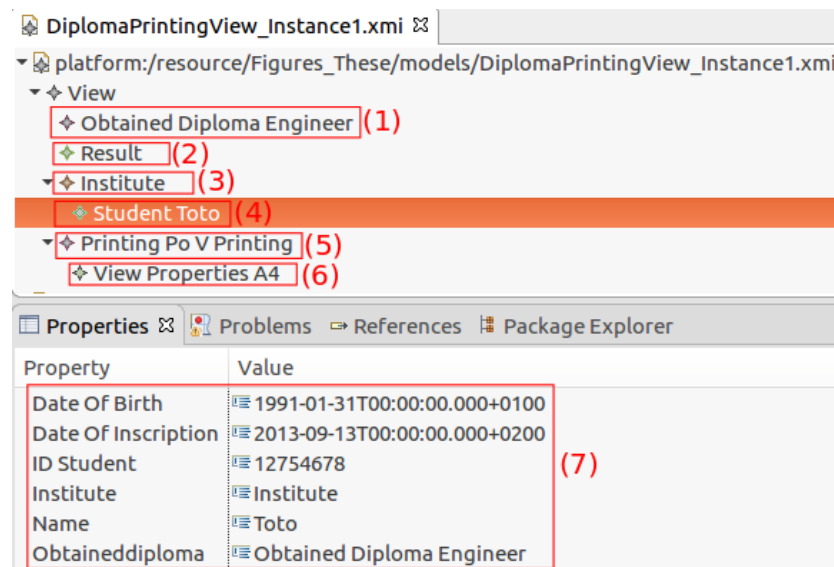 DiplomaPrintingView_Instance1.xmi
platform:/resource/Figures_These/models/DiplomaPrintingView_Instance1.xmi
View
Obtained Diploma Engineer (1)
Result (2)
Institute (3)
Student Toto (4)
Printing Po V Printing (5)
View Properties A4 (6)
Properties Problems References Package Explorer
Property Value
Date Of Birth 1991-01-31T00:00:00.000+0100
Date Of Inscription 2013-09-13T00:00:00.000+0200
ID Student 12754678 (7)
Institute Institute
Name Toto
Obtaineddiploma Obtained Diploma Engineer